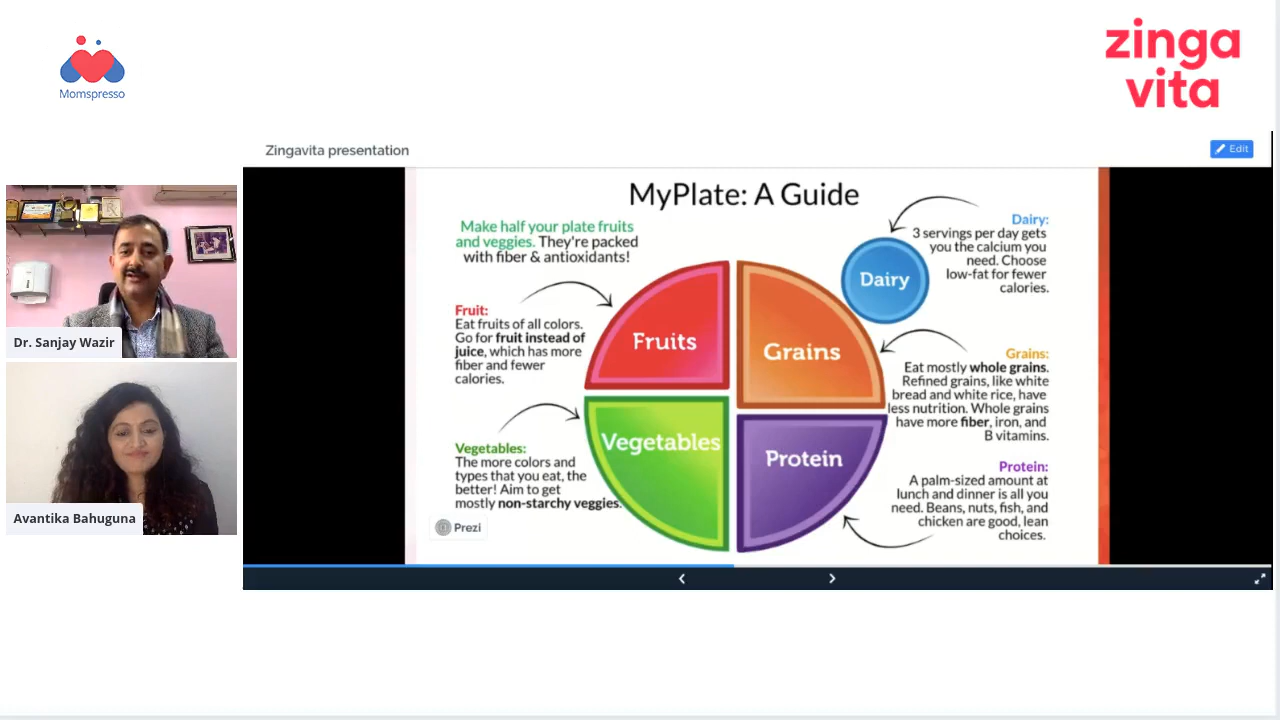 Momspresso
zinga
vita
Zingavita presentation
Edit
Dr. Sanjay Wazir
Avantika Bahuguna
MyPlate: A Guide
Make half your plate fruits
and veggies. They're packed
with fiber & antioxidants!
Fruit:
Eat fruits of all colors.
Go for fruit instead of
juice, which has more
fiber and fewer
calories.
Vegetables:
The more colors and
types that you eat, the
better! Aim to get
mostly non-starchy veggies.
Fruits
Grains
Vegetables
Protein
Dairy
Dairy:
3 servings per day gets
you the calcium you
need. Choose
low-fat for fewer
calories.
Grains:
Eat mostly whole grains.
Refined grains, like white
bread and white rice, have
less nutrition. Whole grains
have more fiber, iron, and
B vitamins.
Protein:
A palm-sized amount at
lunch and dinner is all you
need. Beans, nuts, fish, and
chicken are good, lean
choices.
Prezi